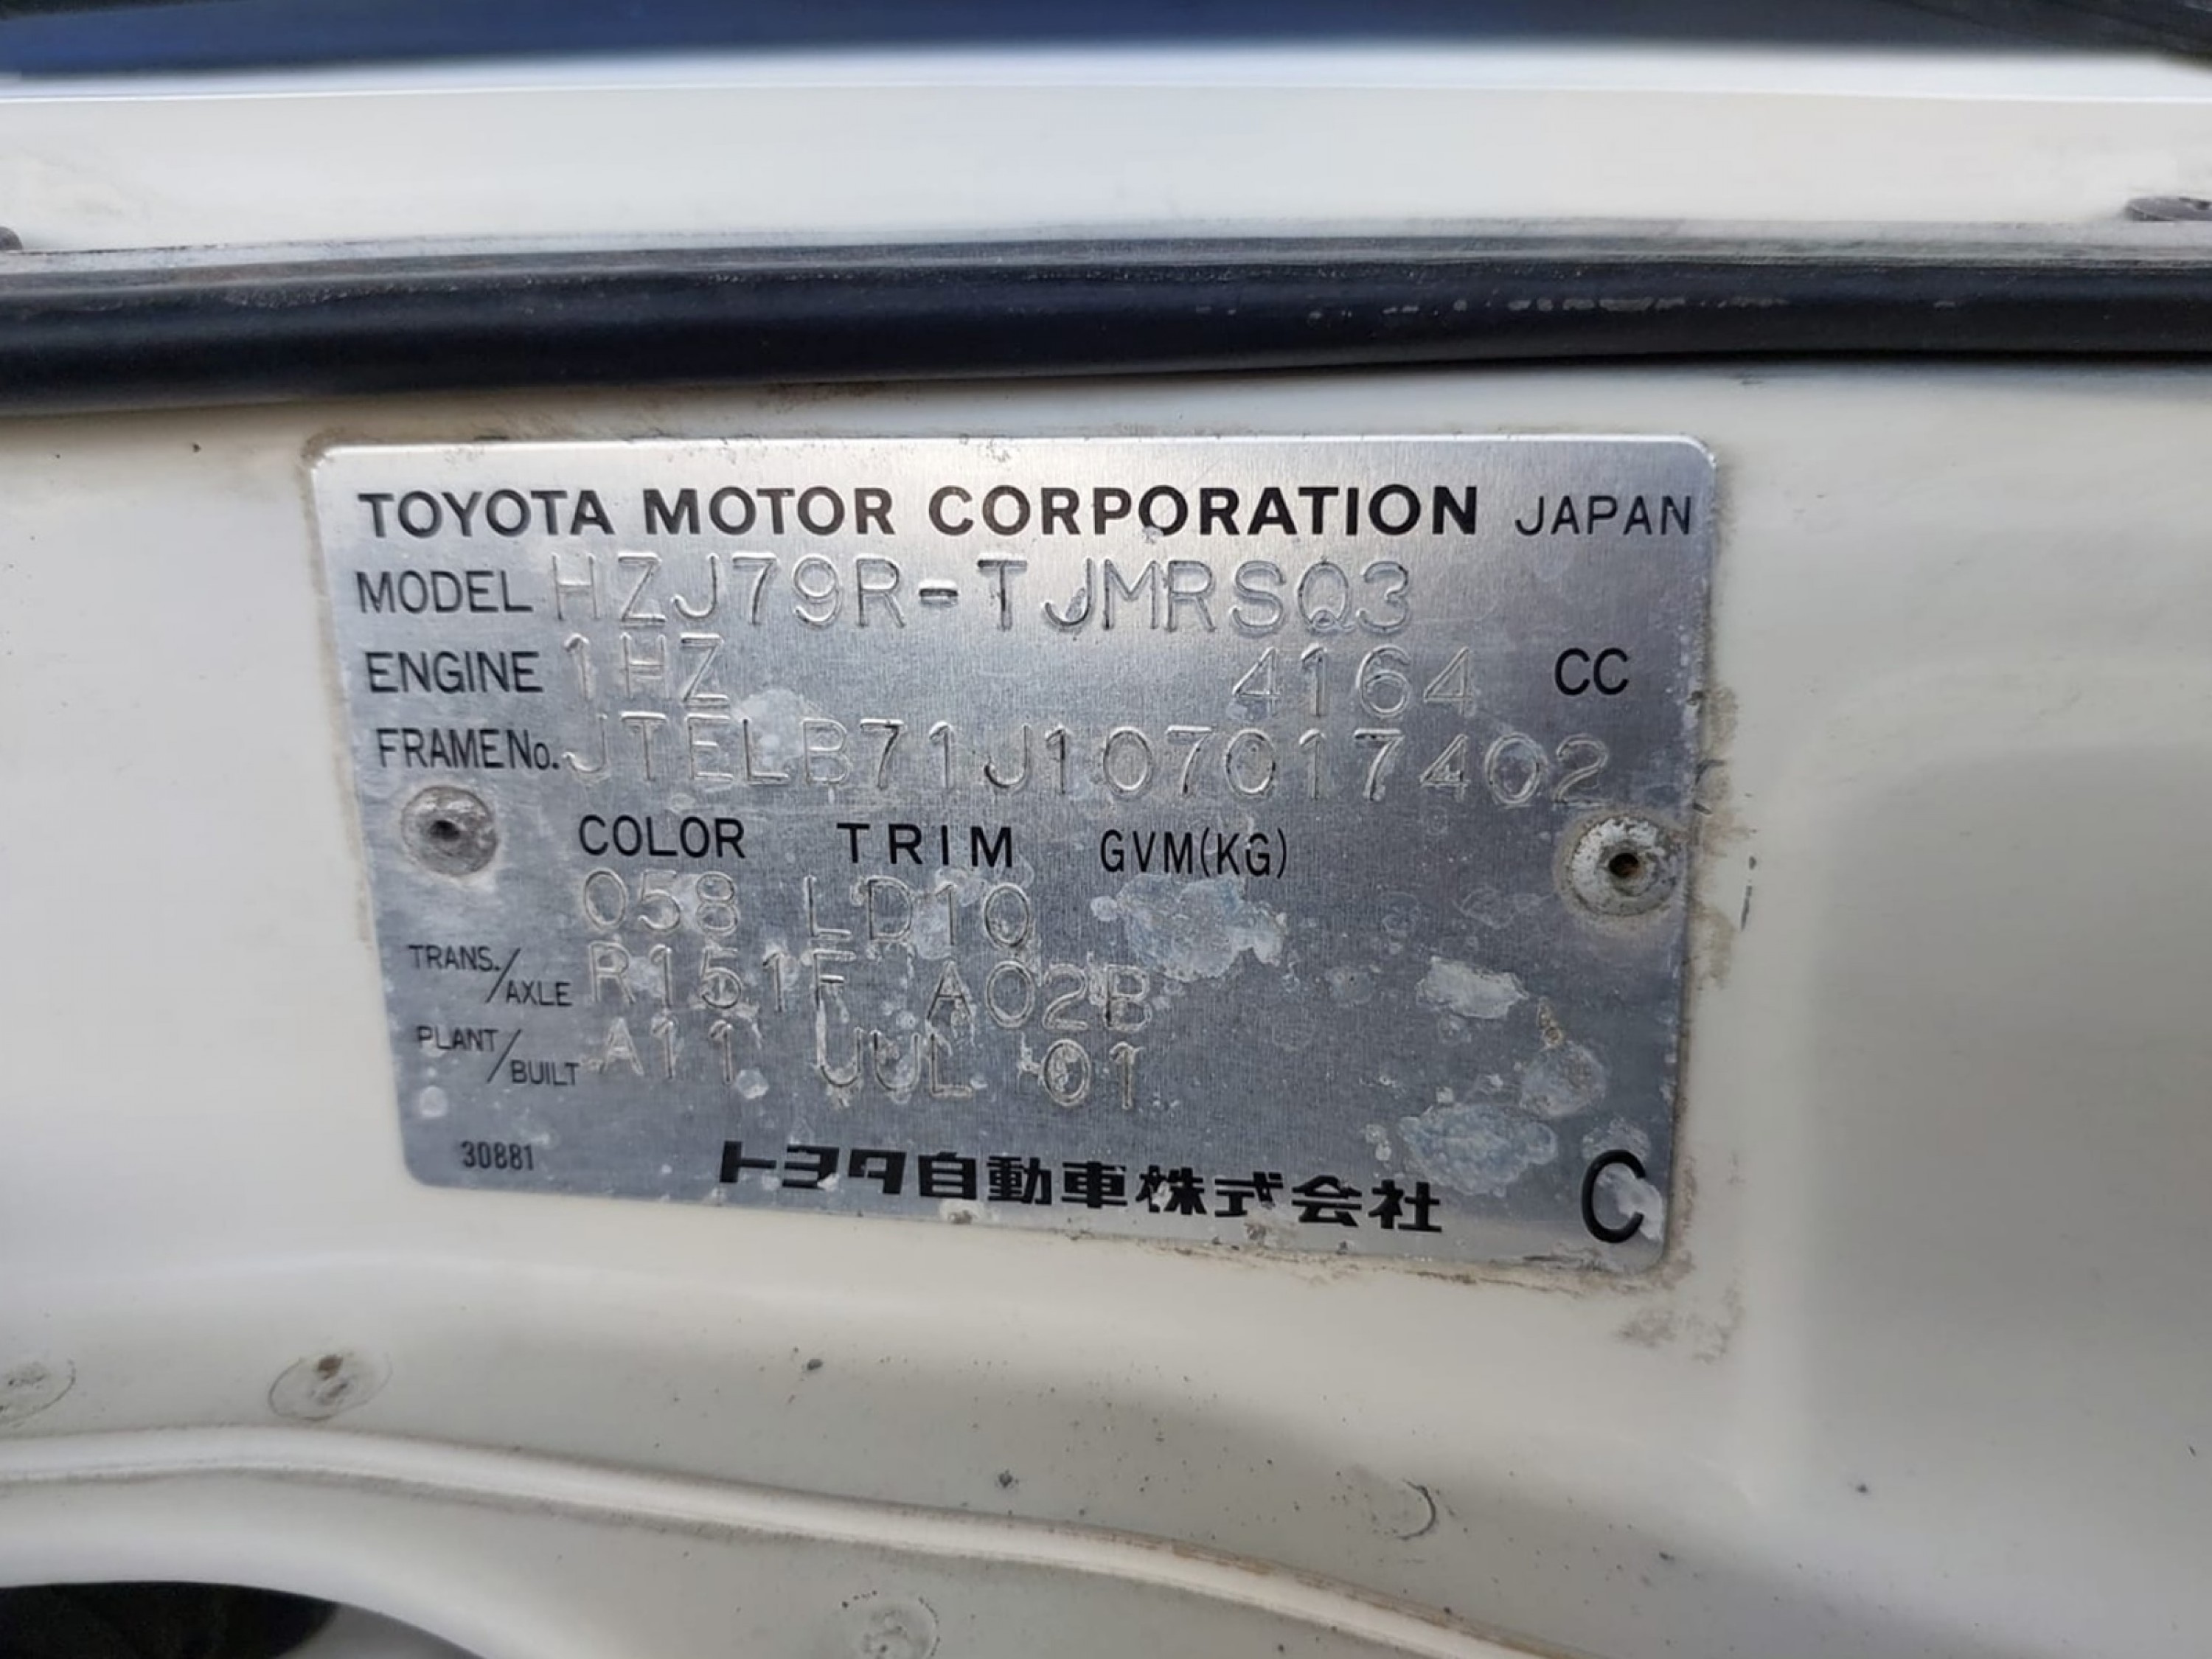 TOYOTA MOTOR CORPORATION JAPAN
MODEL HZJ79R-TJMRSQ3
ENGINE 1HZ 4164 CC
FRAME No. JTELB71J107017402
COLOR TRIM GVM(KG)
058 LD10
TRANS./AXLE R151F A02B
PLANT/BUILT A11 JUL 01
30881 トヨタ自動車株式会社 C